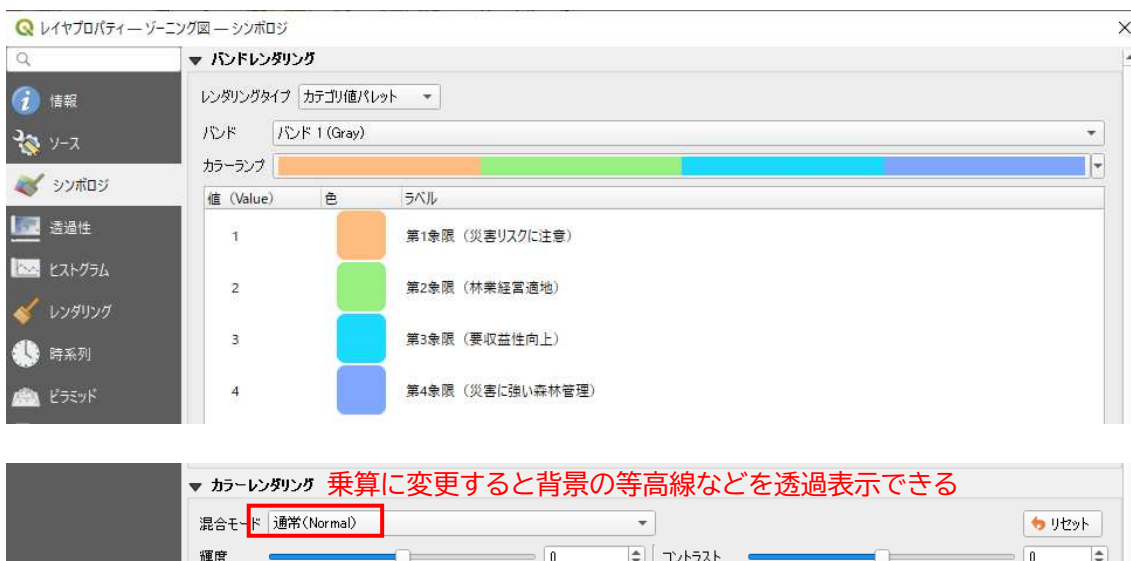 レイヤプロパティ — ゾーニング図 — シンボロジ
バンドレンダリング
情報
レンダリングタイプ カテゴリ値パレット
バンド バンド 1 (Gray)
ソース
カラーランプ
シンボロジ
値 (Value) 色 ラベル
透過性
1 第1象限（災害リスクに注意）
ヒストグラム
2 第2象限（林業経営適地）
レンダリング
3 第3象限（要収益性向上）
時系列
4 第4象限（災害に強い森林管理）
ピラミッド
カラーレンダリング 乗算に変更すると背景の等高線などを透過表示できる
混合モード 通常(Normal) リセット
輝度 0 コントラスト 0